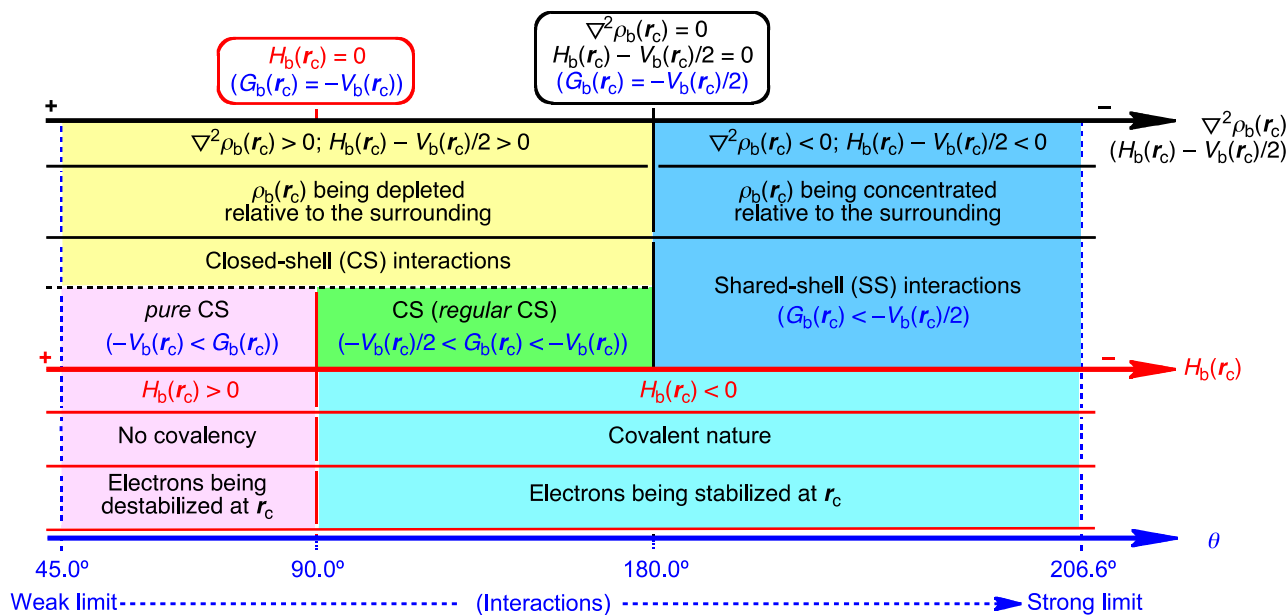 H_b(r_c) = 0
(G_b(r_c) = –V_b(r_c))
∇²ρ_b(r_c) = 0
H_b(r_c) – V_b(r_c)/2 = 0
(G_b(r_c) = –V_b(r_c)/2)
+
–
∇²ρ_b(r_c)
(H_b(r_c) – V_b(r_c)/2)
∇²ρ_b(r_c) > 0; H_b(r_c) – V_b(r_c)/2 > 0
∇²ρ_b(r_c) < 0; H_b(r_c) – V_b(r_c)/2 < 0
ρ_b(r_c) being depleted
relative to the surrounding
ρ_b(r_c) being concentrated
relative to the surrounding
Closed-shell (CS) interactions
Shared-shell (SS) interactions
(G_b(r_c) < –V_b(r_c)/2)
pure CS
(–V_b(r_c) < G_b(r_c))
CS (regular CS)
(–V_b(r_c)/2 < G_b(r_c) < –V_b(r_c))
+
–
H_b(r_c)
H_b(r_c) > 0
H_b(r_c) < 0
No covalency
Covalent nature
Electrons being
destabilized at r_c
Electrons being stabilized at r_c
θ
45.0º
90.0º
180.0º
206.6º
Weak limit
(Interactions)
Strong limit